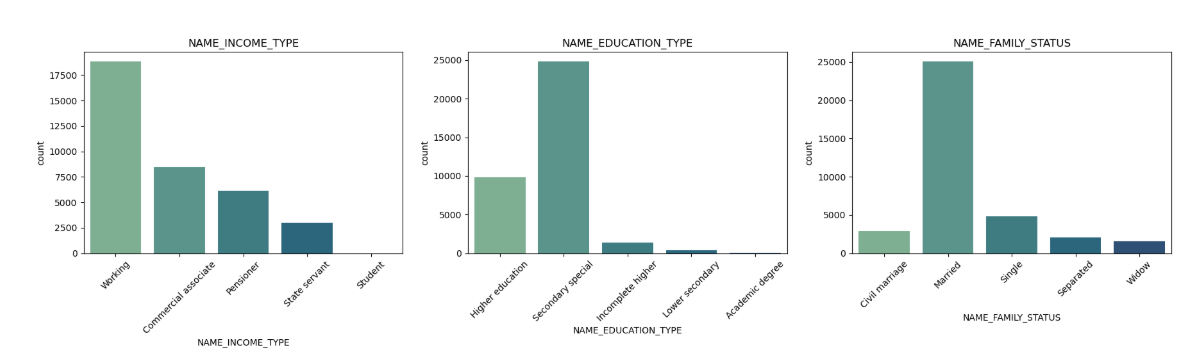 NAME_INCOME_TYPE
17500
15000
12500
10000
7500
5000
2500
0
count
Working
Commercial associate
Pensioner
State servant
Student
NAME_INCOME_TYPE
NAME_EDUCATION_TYPE
25000
20000
15000
10000
5000
0
count
Higher education
Secondary special
Incomplete higher
Lower secondary
Academic degree
NAME_EDUCATION_TYPE
NAME_FAMILY_STATUS
25000
20000
15000
10000
5000
0
count
Civil marriage
Married
Single
Separated
Widow
NAME_FAMILY_STATUS